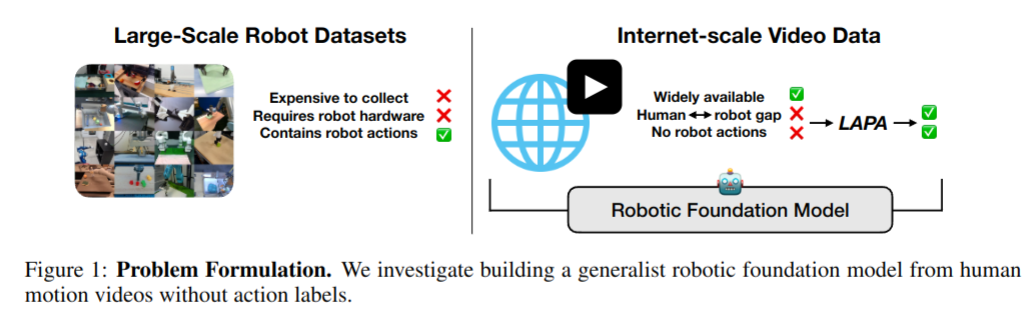 Large-Scale Robot Datasets
Expensive to collect
Requires robot hardware
Contains robot actions
Internet-scale Video Data
Widely available
Human ↔ robot gap
No robot actions
LAPA
Robotic Foundation Model
Figure 1: Problem Formulation. We investigate building a generalist robotic foundation model from human
motion videos without action labels.